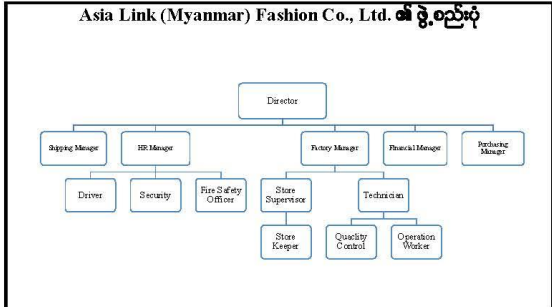 Asia Link (Myanmar) Fashion Co., Ltd. ၏ ဖွဲ့စည်းပုံ
Director
Shipping Manager
HR Manager
Factory Manager
Financial Manager
Purchasing
Manager
Driver
Security
Fire Safety
Officer
Store
Supervisor
Technician
Store
Keeper
Quaclity
Control
Operation
Worker